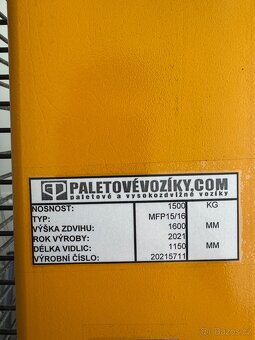 PALETOVÉVOZÍKY.COM
paletové a vysokozdvižné vozíky
NOSNOST: 1500 KG
TYP: MFP15/16
VÝŠKA ZDVIHU: 1600 MM
ROK VÝROBY: 2021
DÉLKA VIDLIC: 1150 MM
VÝROBNÍ ČÍSLO: 20215711